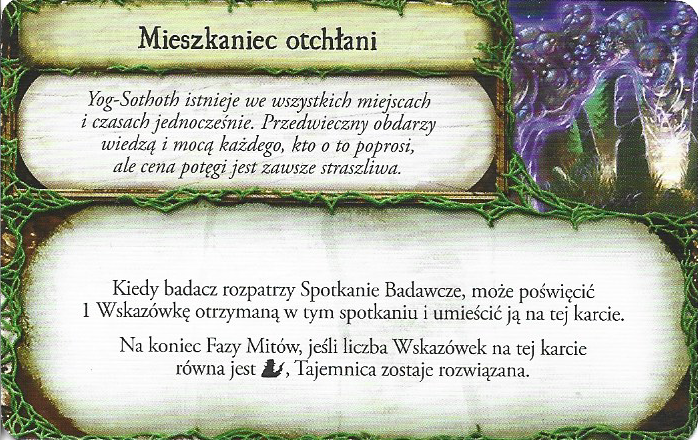 Mieszkaniec otchłani
Yog-Sothoth istnieje we wszystkich miejscach
i czasach jednocześnie. Przedwieczny obdarzy
wiedzą i mocą każdego, kto o to poprosi,
ale cena potęgi jest zawsze straszliwa.
Kiedy badacz rozpatrzy Spotkanie Badawcze, może poświęcić
1 Wskazówkę otrzymaną w tym spotkaniu i umieścić ją na tej karcie.
Na koniec Fazy Mitów, jeśli liczba Wskazówek na tej karcie
równa jest , Tajemnica zostaje rozwiązana.